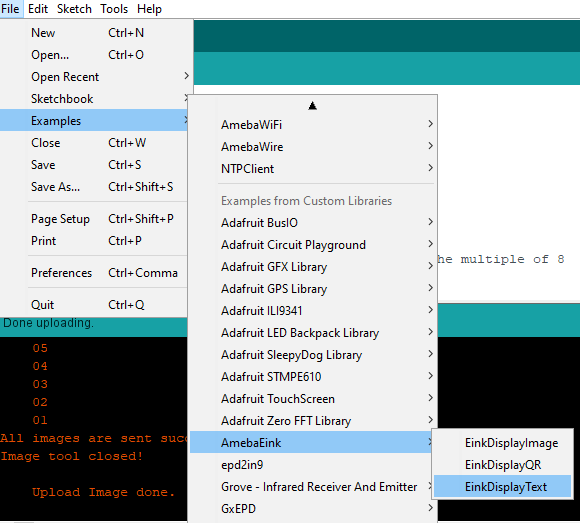 File Edit Sketch Tools Help
New Ctrl+N
Open... Ctrl+O
Open Recent
Sketchbook
Examples
Close Ctrl+W
Save Ctrl+S
Save As... Ctrl+Shift+S
Page Setup Ctrl+Shift+P
Print Ctrl+P
Preferences Ctrl+Comma
Quit Ctrl+Q
AmebaWiFi
AmebaWire
NTPClient
Examples from Custom Libraries
Adafruit BusIO
Adafruit Circuit Playground
Adafruit GFX Library
Adafruit GPS Library
Adafruit ILI9341
Adafruit LED Backpack Library
Adafruit SleepyDog Library
Adafruit STMPE610
Adafruit TouchScreen
Adafruit Zero FFT Library
AmebaEink
epd2in9
Grove - Infrared Receiver And Emitter
GxEPD
EinkDisplayImage
EinkDisplayQR
EinkDisplayText
he multiple of 8
Done uploading.
05
04
03
02
01
All images are sent succ
Image tool closed!
Upload Image done.